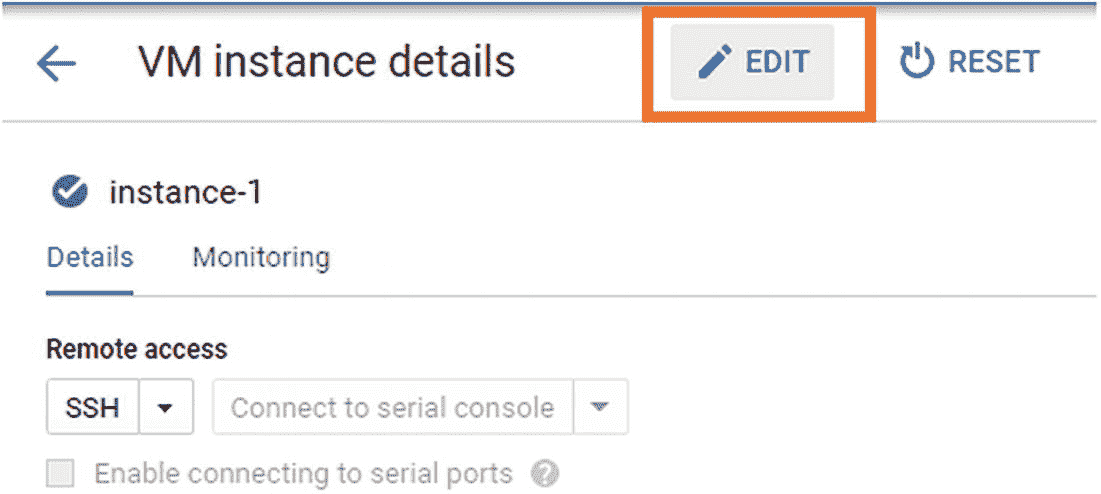 VM instance details EDIT RESET
instance-1
Details Monitoring
Remote access
SSH Connect to serial console
Enable connecting to serial ports ?